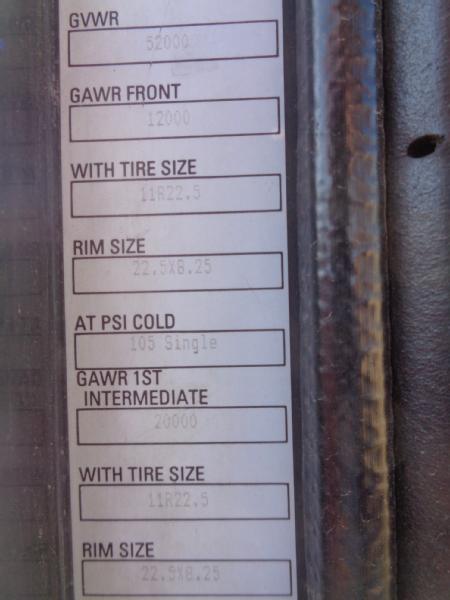 GVWR
52000
GAWR FRONT
12000
WITH TIRE SIZE
11R22.5
RIM SIZE
22.5X8.25
AT PSI COLD
105 Single
GAWR 1ST
INTERMEDIATE
20000
WITH TIRE SIZE
11R22.5
RIM SIZE
22.5X8.25